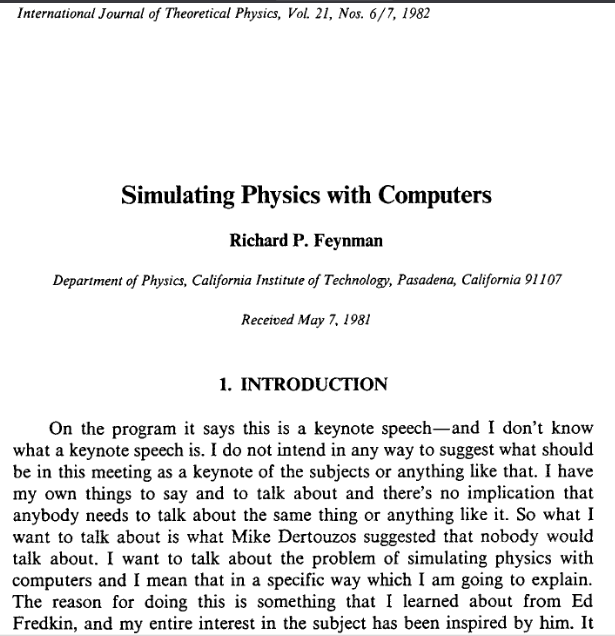 International Journal of Theoretical Physics, Vol. 21, Nos. 6/7, 1982
Simulating Physics with Computers
Richard P. Feynman
Department of Physics, California Institute of Technology, Pasadena, California 91107
Received May 7, 1981
1. INTRODUCTION
On the program it says this is a keynote speech—and I don't know
what a keynote speech is. I do not intend in any way to suggest what should
be in this meeting as a keynote of the subjects or anything like that. I have
my own things to say and to talk about and there's no implication that
anybody needs to talk about the same thing or anything like it. So what I
want to talk about is what Mike Dertouzos suggested that nobody would
talk about. I want to talk about the problem of simulating physics with
computers and I mean that in a specific way which I am going to explain.
The reason for doing this is something that I learned about from Ed
Fredkin, and my entire interest in the subject has been inspired by him. It